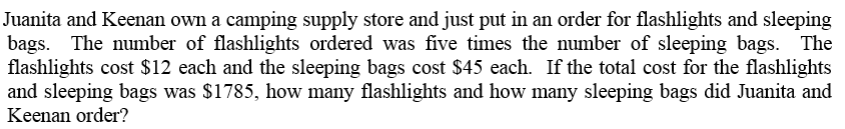 Juanita and Keenan own a camping supply store and just put in an order for flashlights and sleeping
bags. The number of flashlights ordered was five times the number of sleeping bags. The
flashlights cost $12 each and the sleeping bags cost $45 each. If the total cost for the flashlights
and sleeping bags was $1785, how many flashlights and how many sleeping bags did Juanita and
Keenan order?